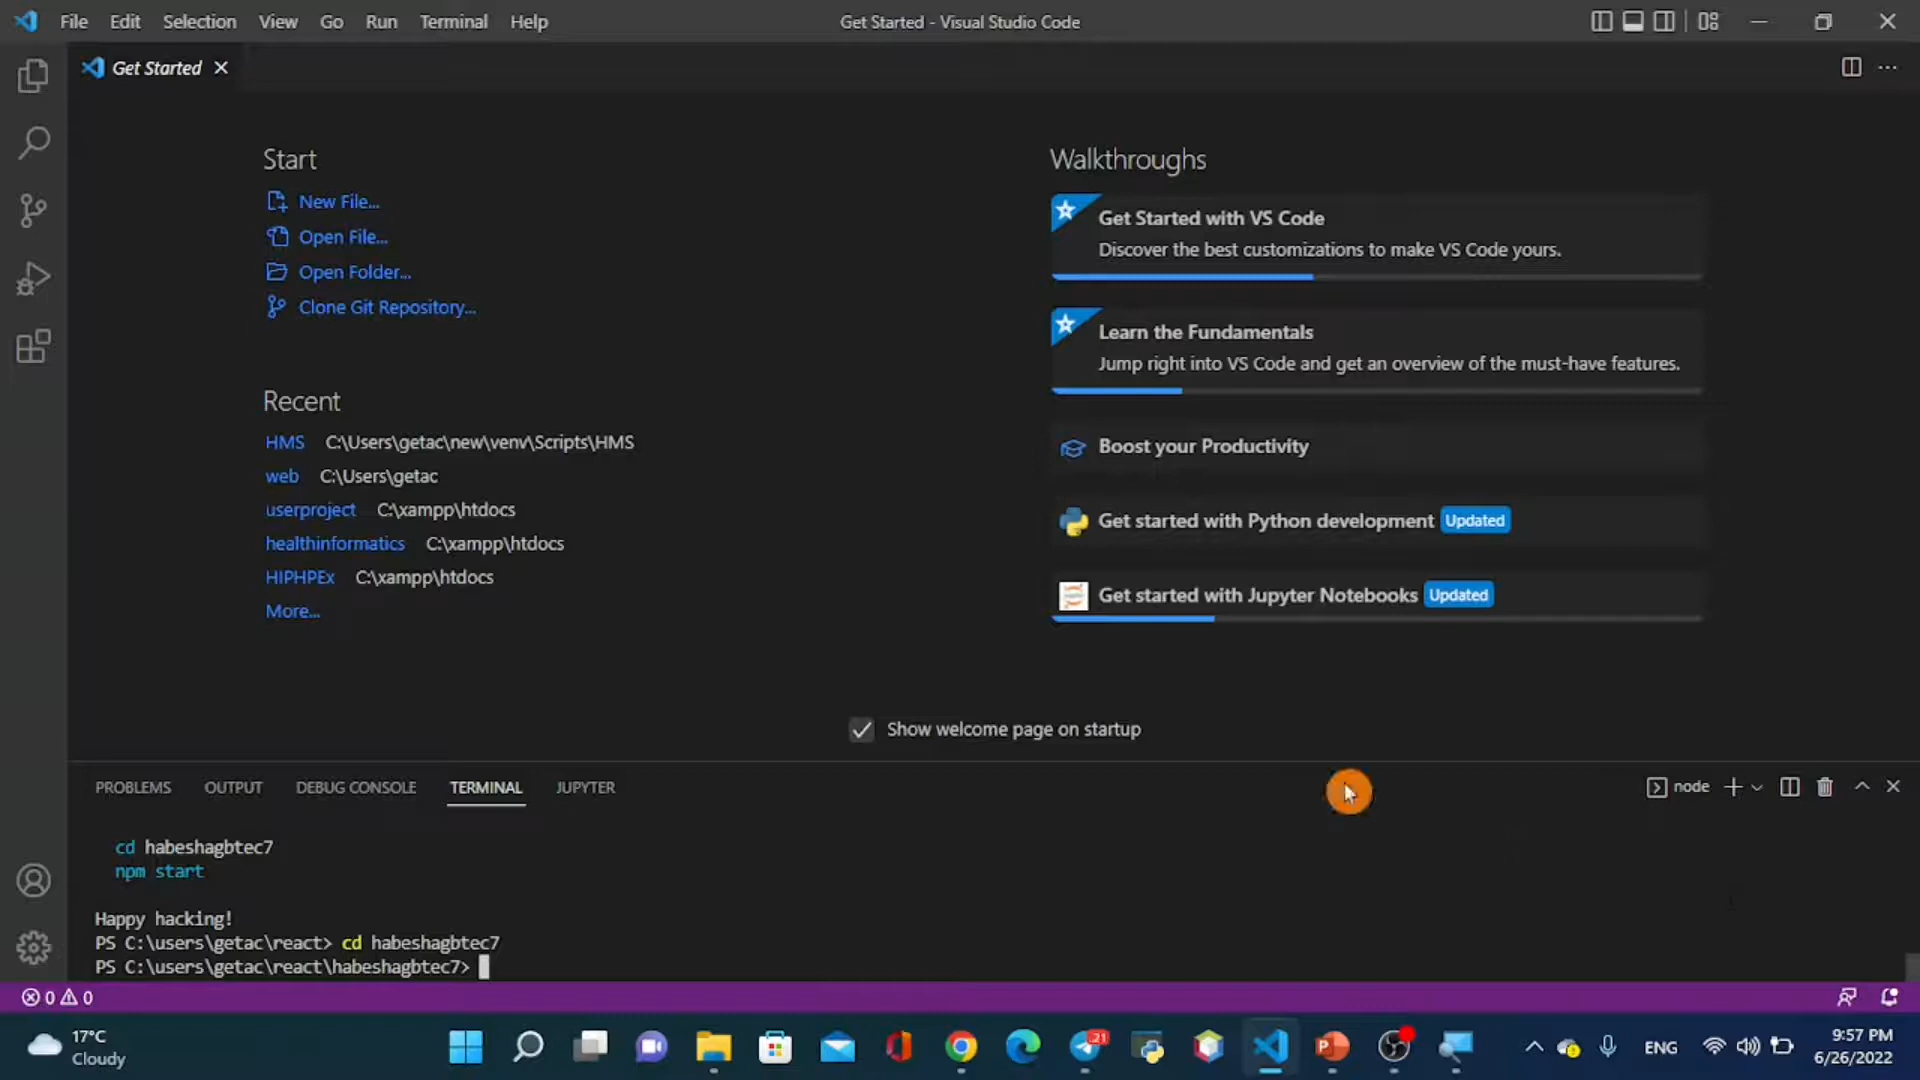 File Edit Selection View Go Run Terminal Help
Get Started - Visual Studio Code
Get Started
Start
New File...
Open File...
Open Folder...
Clone Git Repository...
Recent
HMS C:\Users\getac\new\venv\Scripts\HMS
web C:\Users\getac
userproject C:\xampp\htdocs
healthinformatics C:\xampp\htdocs
HIPHPEx C:\xampp\htdocs
More...
Walkthroughs
Get Started with VS Code
Discover the best customizations to make VS Code yours.
Learn the Fundamentals
Jump right into VS Code and get an overview of the must-have features.
Boost your Productivity
Get started with Python development Updated
Get started with Jupyter Notebooks Updated
Show welcome page on startup
PROBLEMS OUTPUT DEBUG CONSOLE TERMINAL JUPYTER
node
cd habeshagbtec7
npm start
Happy hacking!
PS C:\users\getac\react> cd habeshagbtec7
PS C:\users\getac\react\habeshagbtec7>
0 0
17°C
Cloudy
21
ENG
9:57 PM
6/26/2022